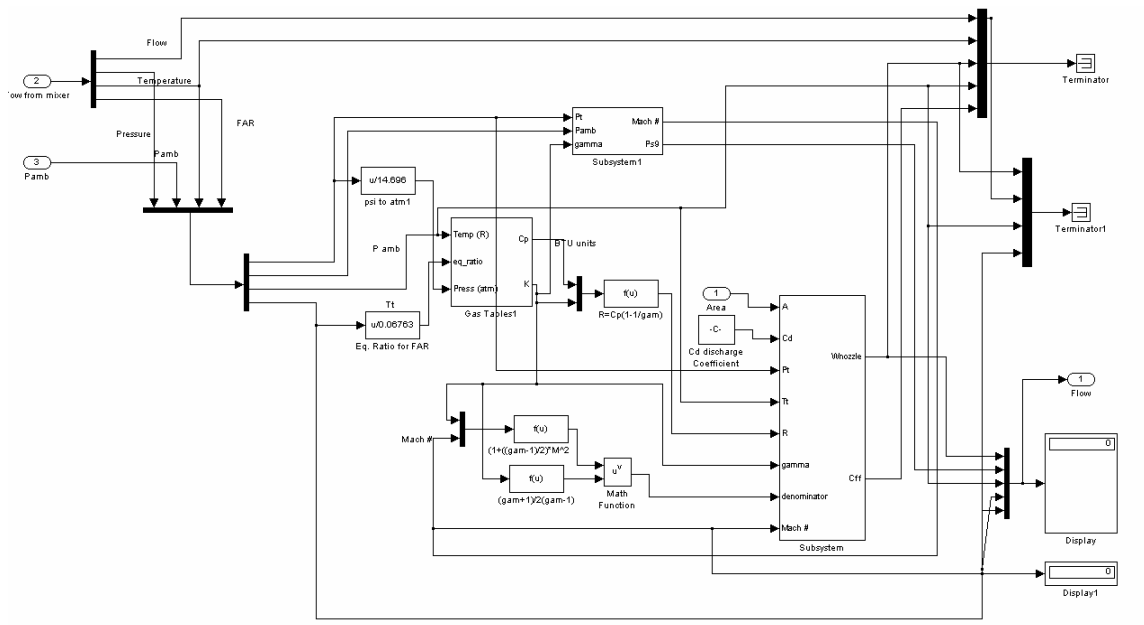 Flow
2
Temperature
ow from mixer
FAR
Pressure
Pamb
3
Pamb
Pt
Pamb
gamma
Mach #
Ps9
Subsystem1
Terminator
Terminator1
u/14.696
psi to atm1
Temp (R)
Cp
P amb
eq_ratio
K
Press (atm)
Gas Tables1
f(u)
R=Cp(1-1/gam)
Tt
u/0.06763
Eq. Ratio for FAR
1
Area
-C-
Cd discharge
Coefficient
A
Cd
Pt
Tt
R
gamma
denominator
Mach #
Wnozzle
Cff
Subsystem
1
Flow
Mach #
f(u)
(1+((gam-1)/2)*M^2
f(u)
(gam+1)/2(gam-1)
uv
Math
Function
0
Display
0
Display1